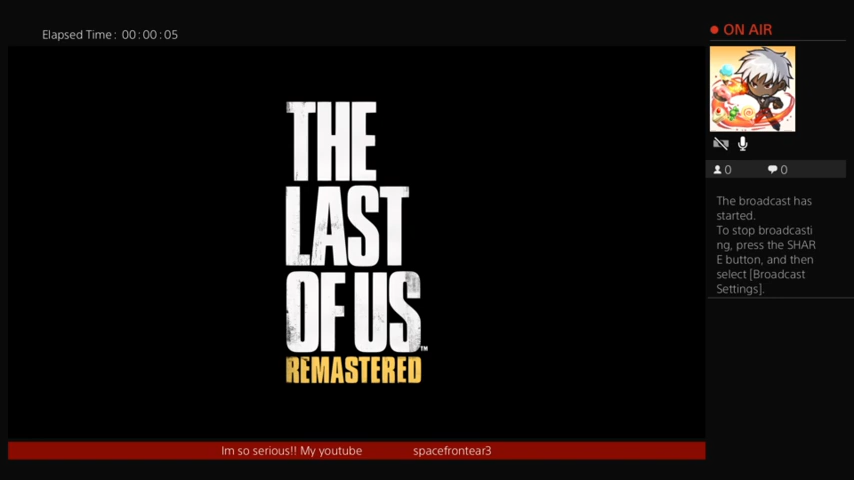 Elapsed Time: 00:00:05
ON AIR
THE
LAST
OF US
™
REMASTERED
0
0
The broadcast has
started.
To stop broadcasti
ng, press the SHAR
E button, and then
select [Broadcast
Settings].
Im so serious!! My youtube spacefrontear3